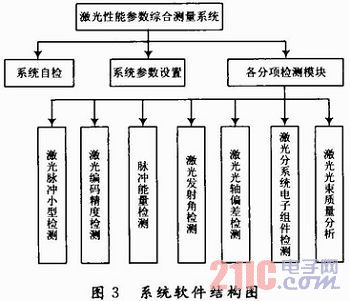 激光性能参数综合测量系统
系统自检
系统参数设置
各分项检测模块
激光脉冲小型检测
激光编码精度检测
脉冲能量检测
激光发射角检测
激光光轴偏差检测
激光分系统电子组件检测
激光光束质量分析
21IC电子网
.com
图 3 系统软件结构图